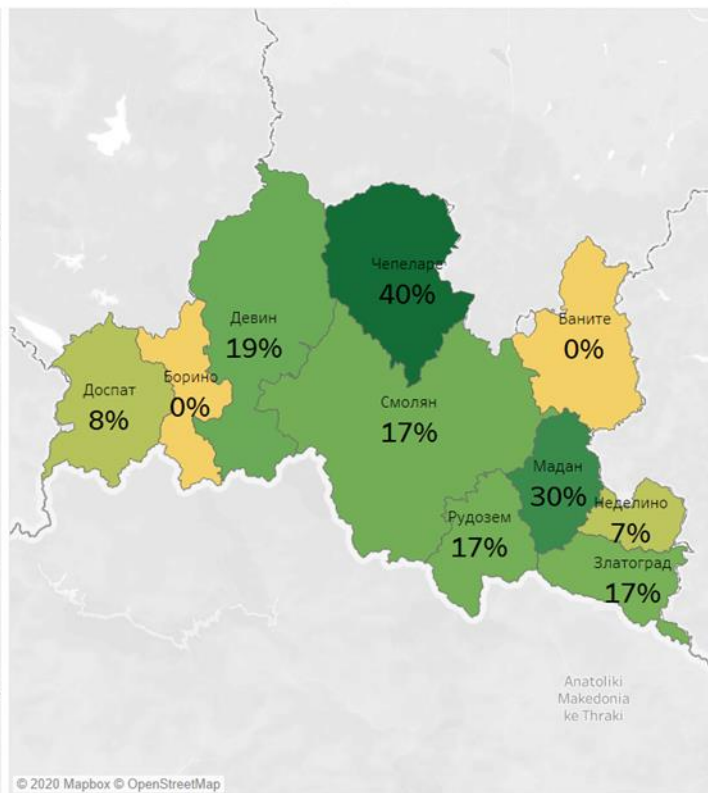 Чепеларе
40%
Баните
0%
Девин
19%
Борино
0%
Доспат
8%
Смолян
17%
Мадан
30%
Неделино
7%
Рудозем
17%
Златоград
17%
Anatoliki
Makedonia
ke Thraki
© 2020 Mapbox © OpenStreetMap